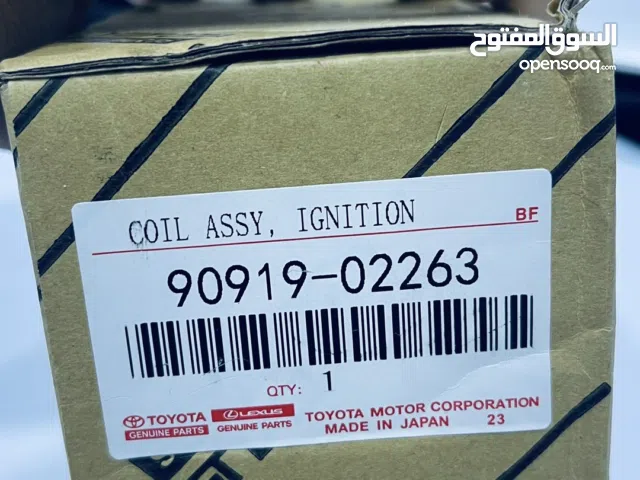 السوق المفتوح
opensooq.com
COIL ASSY, IGNITION
BF
90919-02263
QTY: 1
TOYOTA
GENUINE PARTS
LEXUS
GENUINE PARTS
TOYOTA MOTOR CORPORATION
MADE IN JAPAN 23